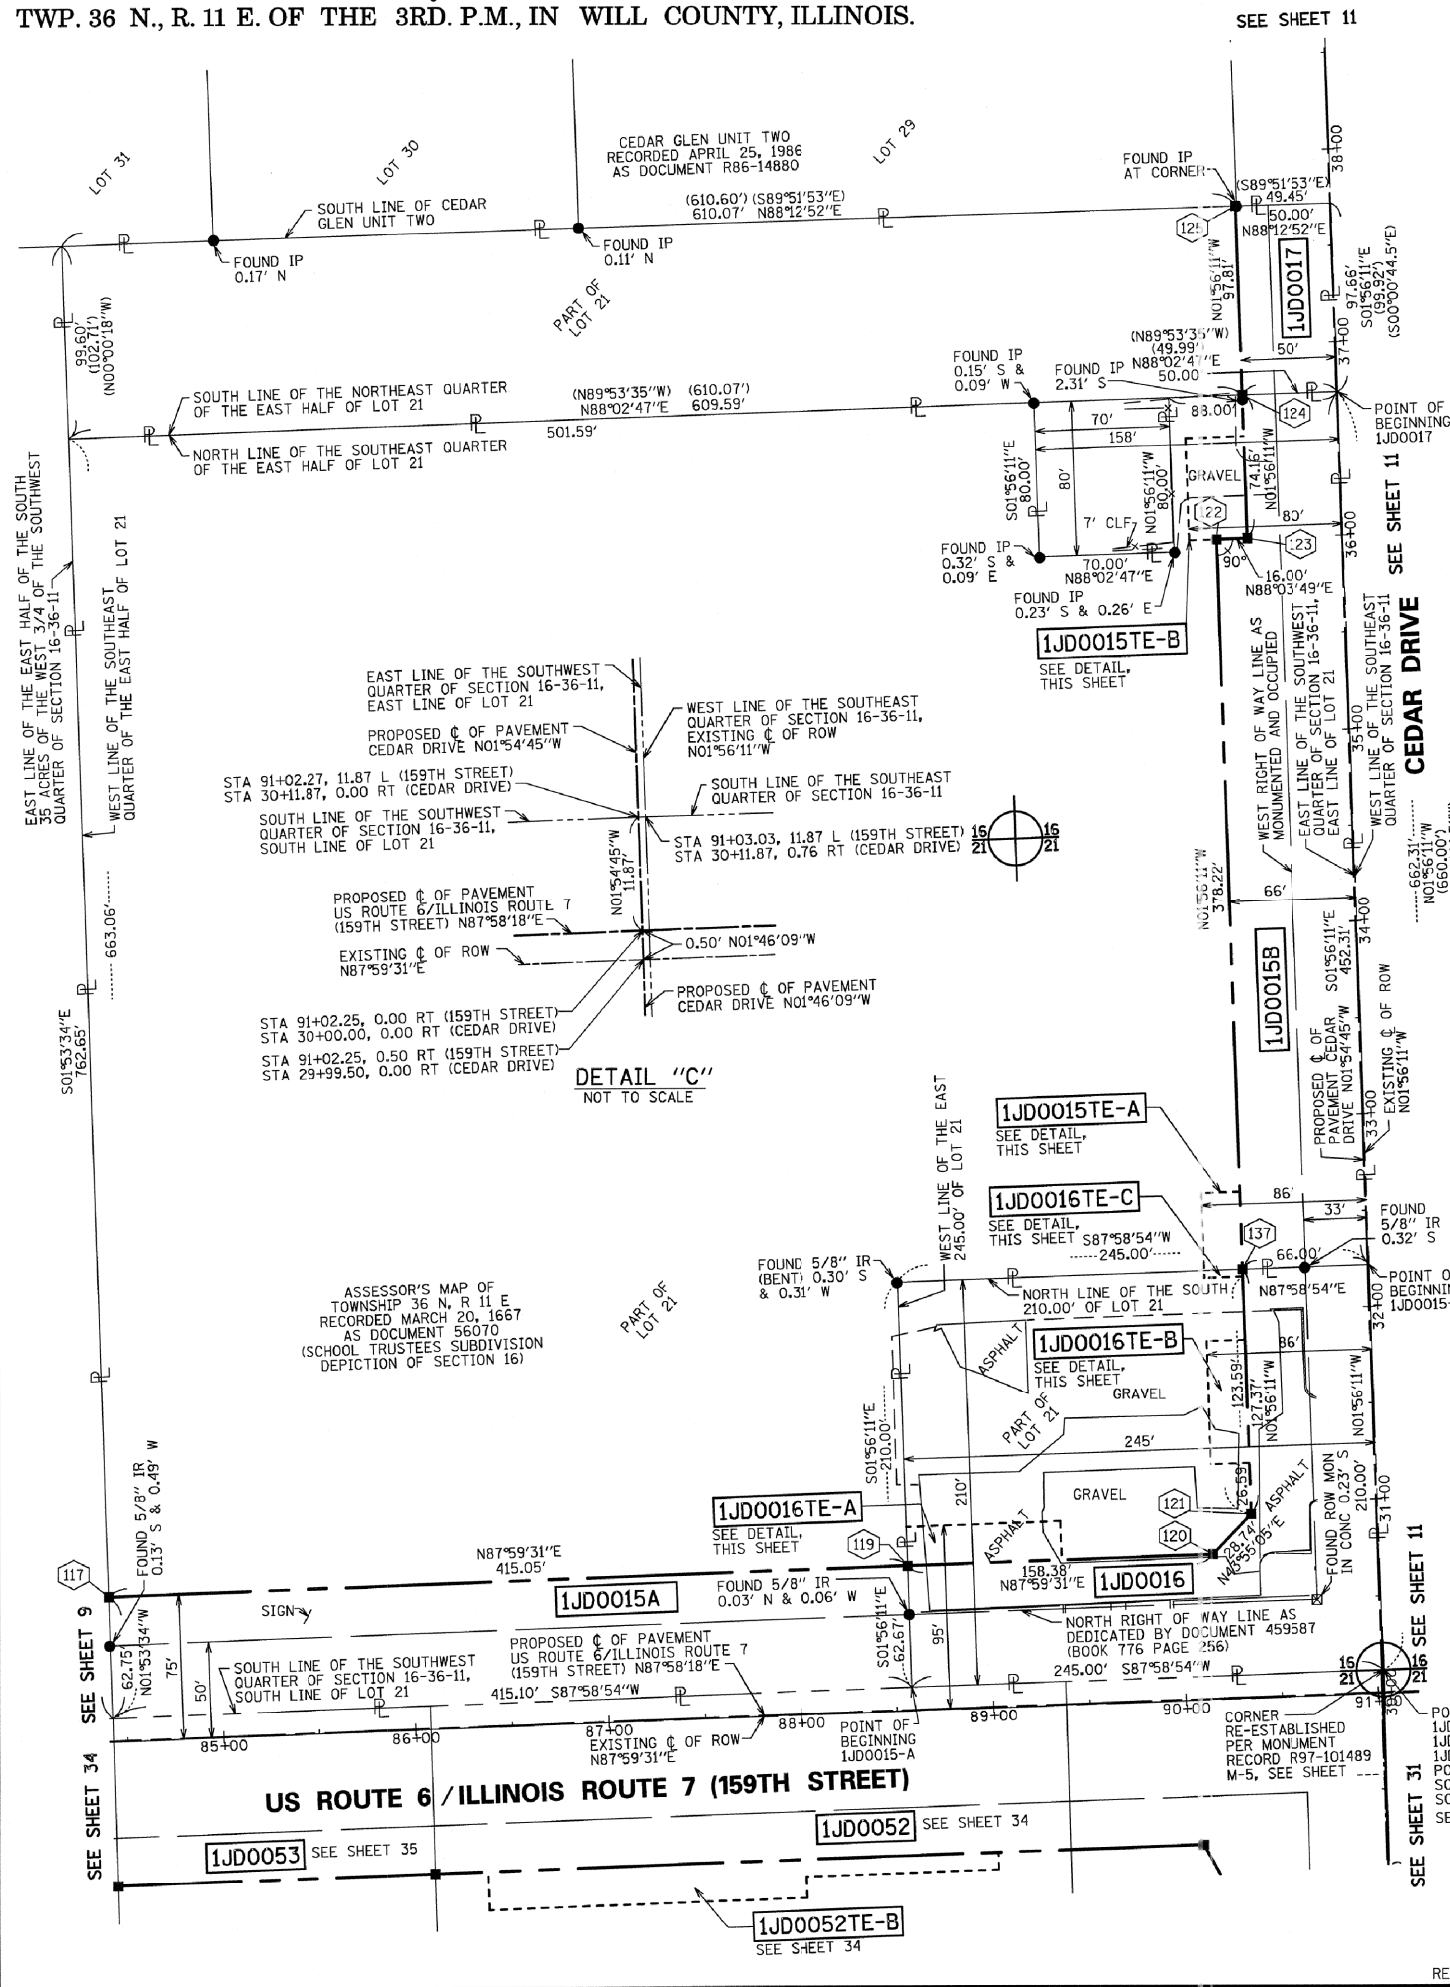 TWP. 36 N., R. 11 E. OF THE 3RD. P.M., IN WILL COUNTY, ILLINOIS.
SEE SHEET 11
LOT 31
LOT 30
CEDAR GLEN UNIT TWO
RECORDED APRIL 25, 1986
AS DOCUMENT R86-14880
LOT 29
38+00
FOUND IP
AT CORNER
(S89°51'53"E)
49.45'
50.00'
N88°12'52"E
SOUTH LINE OF CEDAR
GLEN UNIT TWO
(610.60') (S89°51'53"E)
610.07' N88°12'52"E
125
FOUND IP
0.17' N
FOUND IP
0.11' N
PART OF
LOT 21
N01°56'11"W
97.81'
1JD0017
97.66'
S01°56'11"E
(99.92')
(S00°00'44.5"E)
99.60'
(102.71')
(N00°00'18"W)
37+00
50'
(N89°53'35"W)
(49.99')
N88°02'47"E
50.00'
FOUND IP
0.15' S &
0.09' W
FOUND IP
2.31' S
SOUTH LINE OF THE NORTHEAST QUARTER
OF THE EAST HALF OF LOT 21
(N89°53'35"W) (610.07')
N88°02'47"E 609.59'
501.59'
NORTH LINE OF THE SOUTHEAST QUARTER
OF THE EAST HALF OF LOT 21
88.00'
124
POINT OF
BEGINNING
1JD0017
70'
158'
S01°56'11"E
80.00'
80'
N01°56'11"W
80.00'
GRAVEL
74.16'
N01°56'11"W
7' CLF
122
80'
36+00
123
90°
16.00'
N88°03'49"E
FOUND IP
0.32' S &
0.09' E
70.00'
N88°02'47"E
FOUND IP
0.23' S & 0.26' E
1JD0015TE-B
SEE DETAIL,
THIS SHEET
SEE SHEET 11
CEDAR DRIVE
EAST LINE OF THE EAST HALF OF THE SOUTH
35 ACRES OF THE WEST 3/4 OF THE SOUTHWEST
QUARTER OF SECTION 16-36-11
WEST LINE OF THE SOUTHEAST
QUARTER OF THE EAST HALF OF LOT 21
663.06'
S01°53'34"E
762.65'
EAST LINE OF THE SOUTHWEST
QUARTER OF SECTION 16-36-11,
EAST LINE OF LOT 21
PROPOSED ℄ OF PAVEMENT
CEDAR DRIVE N01°54'45"W
WEST LINE OF THE SOUTHEAST
QUARTER OF SECTION 16-36-11,
EXISTING ℄ OF ROW
N01°56'11"W
STA 91+02.27, 11.87 L (159TH STREET)
STA 30+11.87, 0.00 RT (CEDAR DRIVE)
SOUTH LINE OF THE SOUTHEAST
QUARTER OF SECTION 16-36-11
SOUTH LINE OF THE SOUTHWEST
QUARTER OF SECTION 16-36-11,
SOUTH LINE OF LOT 21
STA 91+03.03, 11.87 L (159TH STREET)
STA 30+11.87, 0.76 RT (CEDAR DRIVE)
16 16
21 21
N01°54'45"W
11.87'
PROPOSED ℄ OF PAVEMENT
US ROUTE 6/ILLINOIS ROUTE 7
(159TH STREET) N87°58'18"E
EXISTING ℄ OF ROW
N87°59'31"E
0.50' N01°46'09"W
PROPOSED ℄ OF PAVEMENT
CEDAR DRIVE N01°46'09"W
STA 91+02.25, 0.00 RT (159TH STREET)
STA 30+00.00, 0.00 RT (CEDAR DRIVE)
STA 91+02.25, 0.50 RT (159TH STREET)
STA 29+99.50, 0.00 RT (CEDAR DRIVE)
DETAIL "C"
NOT TO SCALE
WEST RIGHT OF WAY LINE AS
MONUMENTED AND OCCUPIED
EAST LINE OF THE SOUTHWEST
QUARTER OF SECTION 16-36-11,
EAST LINE OF LOT 21
35+00
WEST LINE OF THE SOUTHEAST
QUARTER OF SECTION 16-36-11
662.31'
N01°56'11"W
(660.00')
N01°56'11"W
378.22'
66'
34+00
1JD0015B
S01°56'11"E
452.31'
PROPOSED ℄ OF
PAVEMENT CEDAR
DRIVE N01°54'45"W
EXISTING ℄ OF ROW
N01°56'11"W
33+00
WEST LINE OF THE EAST
245.00' OF LOT 21
1JD0015TE-A
SEE DETAIL,
THIS SHEET
1JD0016TE-C
SEE DETAIL,
THIS SHEET
S87°58'54"W
245.00'
86'
33'
FOUND
5/8" IR
0.32' S
137
66.00'
N87°58'54"E
FOUND 5/8" IR
(BENT) 0.30' S
& 0.31' W
NORTH LINE OF THE SOUTH
210.00' OF LOT 21
POINT O
BEGINNI
1JD0015-
32+00
ASSESSOR'S MAP OF
TOWNSHIP 36 N, R 11 E
RECORDED MARCH 20, 1667
AS DOCUMENT 56070
(SCHOOL TRUSTEES SUBDIVISION
DEPICTION OF SECTION 16)
PART OF
LOT 21
ASPHALT
1JD0016TE-B
SEE DETAIL,
THIS SHEET
86'
GRAVEL
PART OF
LOT 21
123.59'
127.37'
N01°56'11"W
N01°56'11"W
210.00'
S01°56'11"E
210.00'
245'
210'
26.59'
GRAVEL
ASPHALT
121
120
28.74'
N43°55'05"E
ASPHALT
FOUND ROW MON
IN CONC 0.23' S
31+00
FOUND 5/8" IR
0.13' S & 0.49' W
1JD0016TE-A
SEE DETAIL,
THIS SHEET
119
117
N87°59'31"E
415.05'
1JD0015A
FOUND 5/8" IR
0.03' N & 0.06' W
158.38'
N87°59'31"E
1JD0016
SEE SHEET 11
SEE SHEET 9
SIGN
62.75'
N01°53'34"W
75'
50'
SOUTH LINE OF THE SOUTHWEST
QUARTER OF SECTION 16-36-11,
SOUTH LINE OF LOT 21
PROPOSED ℄ OF PAVEMENT
US ROUTE 6/ILLINOIS ROUTE 7
(159TH STREET) N87°58'18"E
415.10' S87°58'54"W
S01°56'11"E
62.67'
95'
NORTH RIGHT OF WAY LINE AS
DEDICATED BY DOCUMENT 459587
(BOOK 776 PAGE 256)
245.00' S87°58'54"W
16 16
21 21
85+00
86+00
87+00
88+00
89+00
90+00
91+
30+00
EXISTING ℄ OF ROW
N87°59'31"E
POINT OF
BEGINNING
1JD0015-A
CORNER
RE-ESTABLISHED
PER MONUMENT
RECORD R97-101489
M-5, SEE SHEET
PO
1JD
1JD
PO
SO
SO
SE
SEE SHEET 34
US ROUTE 6 / ILLINOIS ROUTE 7 (159TH STREET)
SEE SHEET 31
1JD0053
SEE SHEET 35
1JD0052
SEE SHEET 34
1JD0052TE-B
SEE SHEET 34
RE